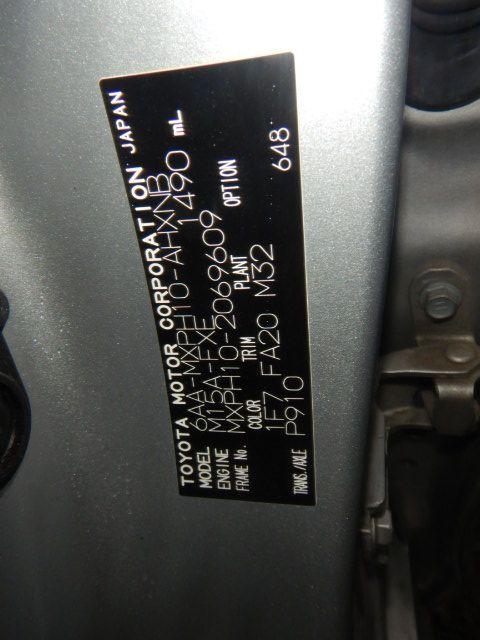 TOYOTA MOTOR CORPORATION JAPAN
MODEL 6AA-MXPH10-AHXNB
ENGINE M15A-FXE 1490 mL
FRAME No. MXPH10-2069609
COLOR TRIM PLANT OPTION
1F7 FA20 M32 648
TRANS./AXLE P910